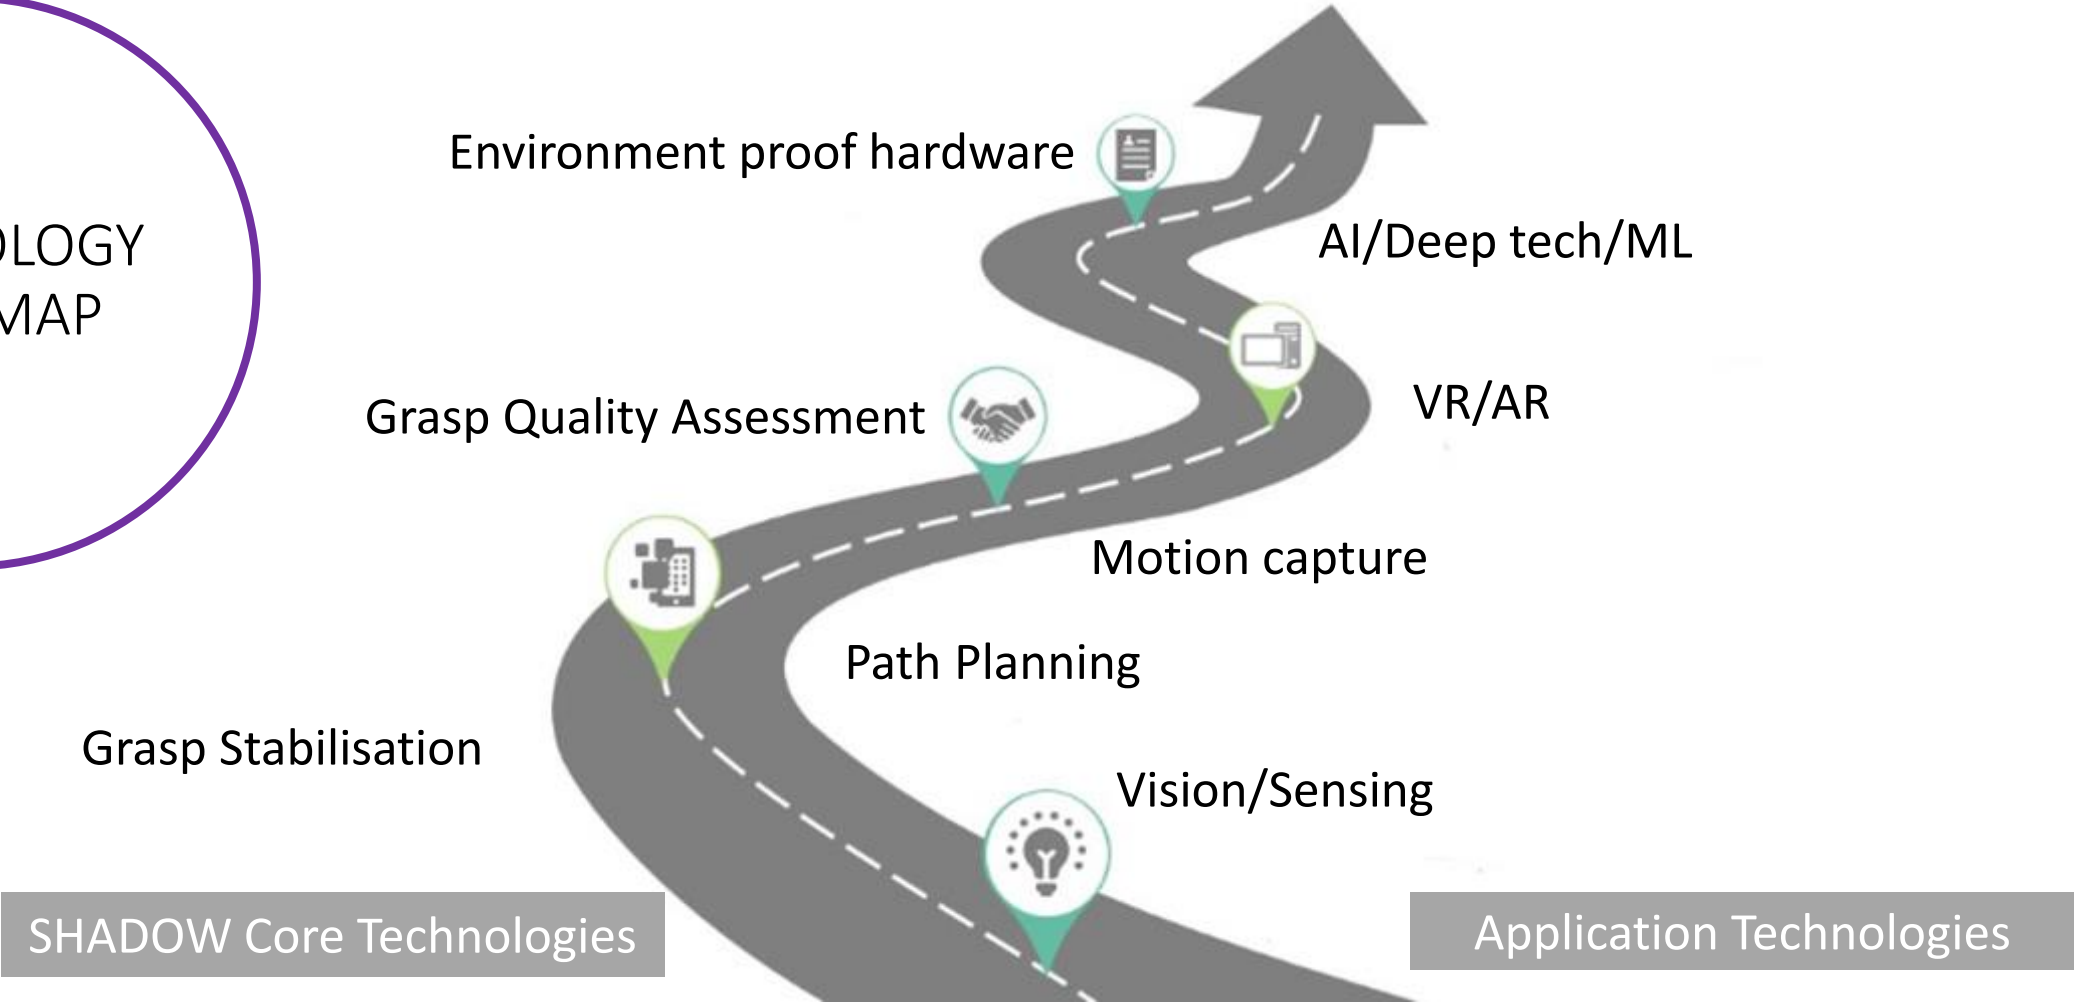 Environment proof hardware
OLOGY
MAP
AI/Deep tech/ML
Grasp Quality Assessment
VR/AR
Motion capture
Path Planning
Grasp Stabilisation
Vision/Sensing
SHADOW Core Technologies
Application Technologies